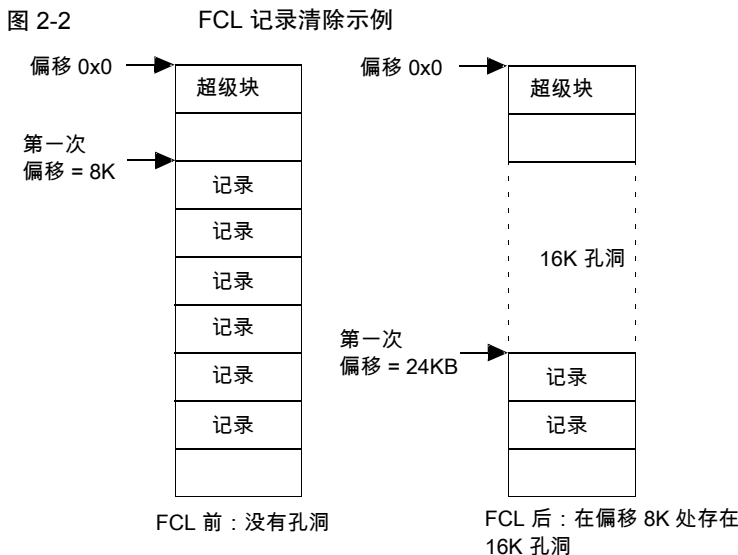 图 2-2 FCL 记录清除示例
偏移 0x0
超级块
第一次
偏移 = 8K
记录
记录
记录
记录
记录
记录
FCL 前：没有孔洞
偏移 0x0
超级块
16K 孔洞
第一次
偏移 = 24KB
记录
记录
FCL 后：在偏移 8K 处存在
16K 孔洞